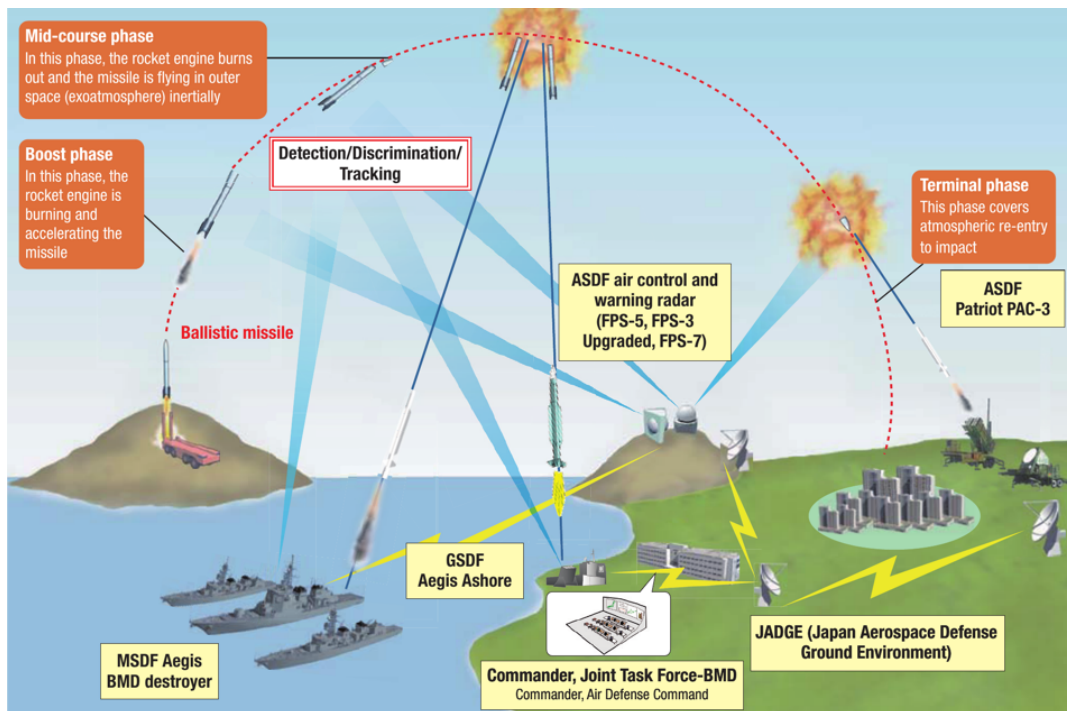 Mid-course phase
In this phase, the rocket engine burns
out and the missile is flying in outer
space (exoatmosphere) inertially
Boost phase
In this phase, the
rocket engine is
burning and
accelerating the
missile
Detection/Discrimination/
Tracking
Terminal phase
This phase covers
atmospheric re-entry
to impact
ASDF air control and
warning radar
(FPS-5, FPS-3
Upgraded, FPS-7)
ASDF
Patriot PAC-3
Ballistic missile
GSDF
Aegis Ashore
MSDF Aegis
BMD destroyer
Commander, Joint Task Force-BMD
Commander, Air Defense Command
JADGE (Japan Aerospace Defense
Ground Environment)